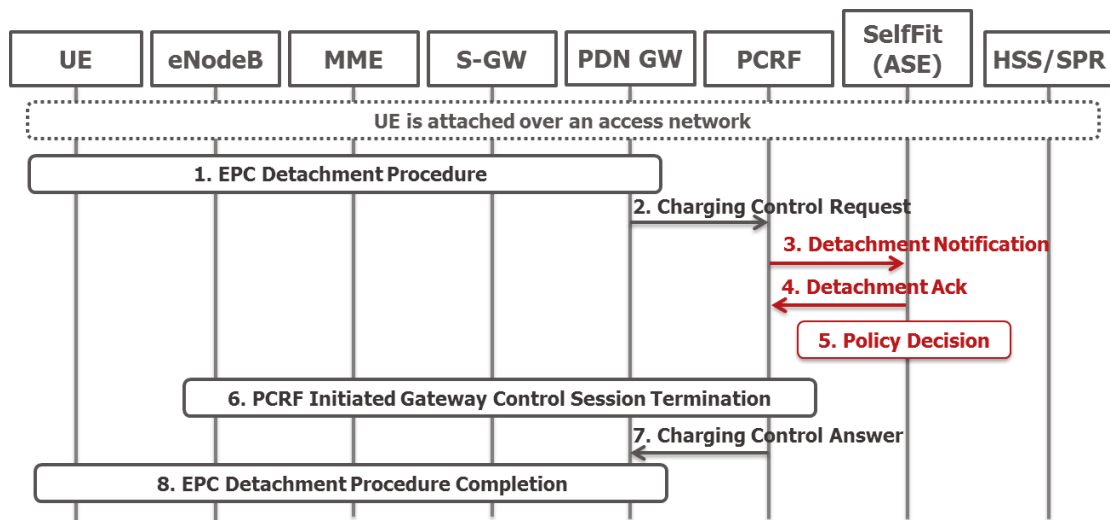 UE
eNodeB
MME
S-GW
PDN GW
PCRF
SelfFit
(ASE)
HSS/SPR
UE is attached over an access network
1. EPC Detachment Procedure
2. Charging Control Request
3. Detachment Notification
4. Detachment Ack
5. Policy Decision
6. PCRF Initiated Gateway Control Session Termination
7. Charging Control Answer
8. EPC Detachment Procedure Completion